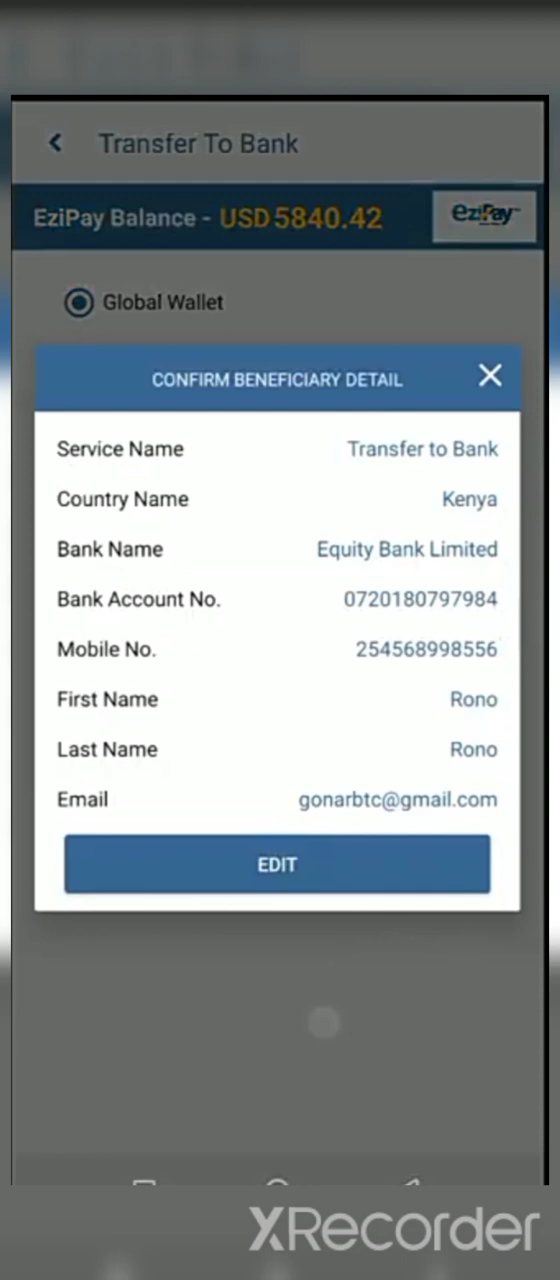 Transfer To Bank
EziPay Balance - USD 5840.42
eziPay
Global Wallet
CONFIRM BENEFICIARY DETAIL
Service Name Transfer to Bank
Country Name Kenya
Bank Name Equity Bank Limited
Bank Account No. 0720180797984
Mobile No. 254568998556
First Name Rono
Last Name Rono
Email gonarbtc@gmail.com
EDIT
XRecorder